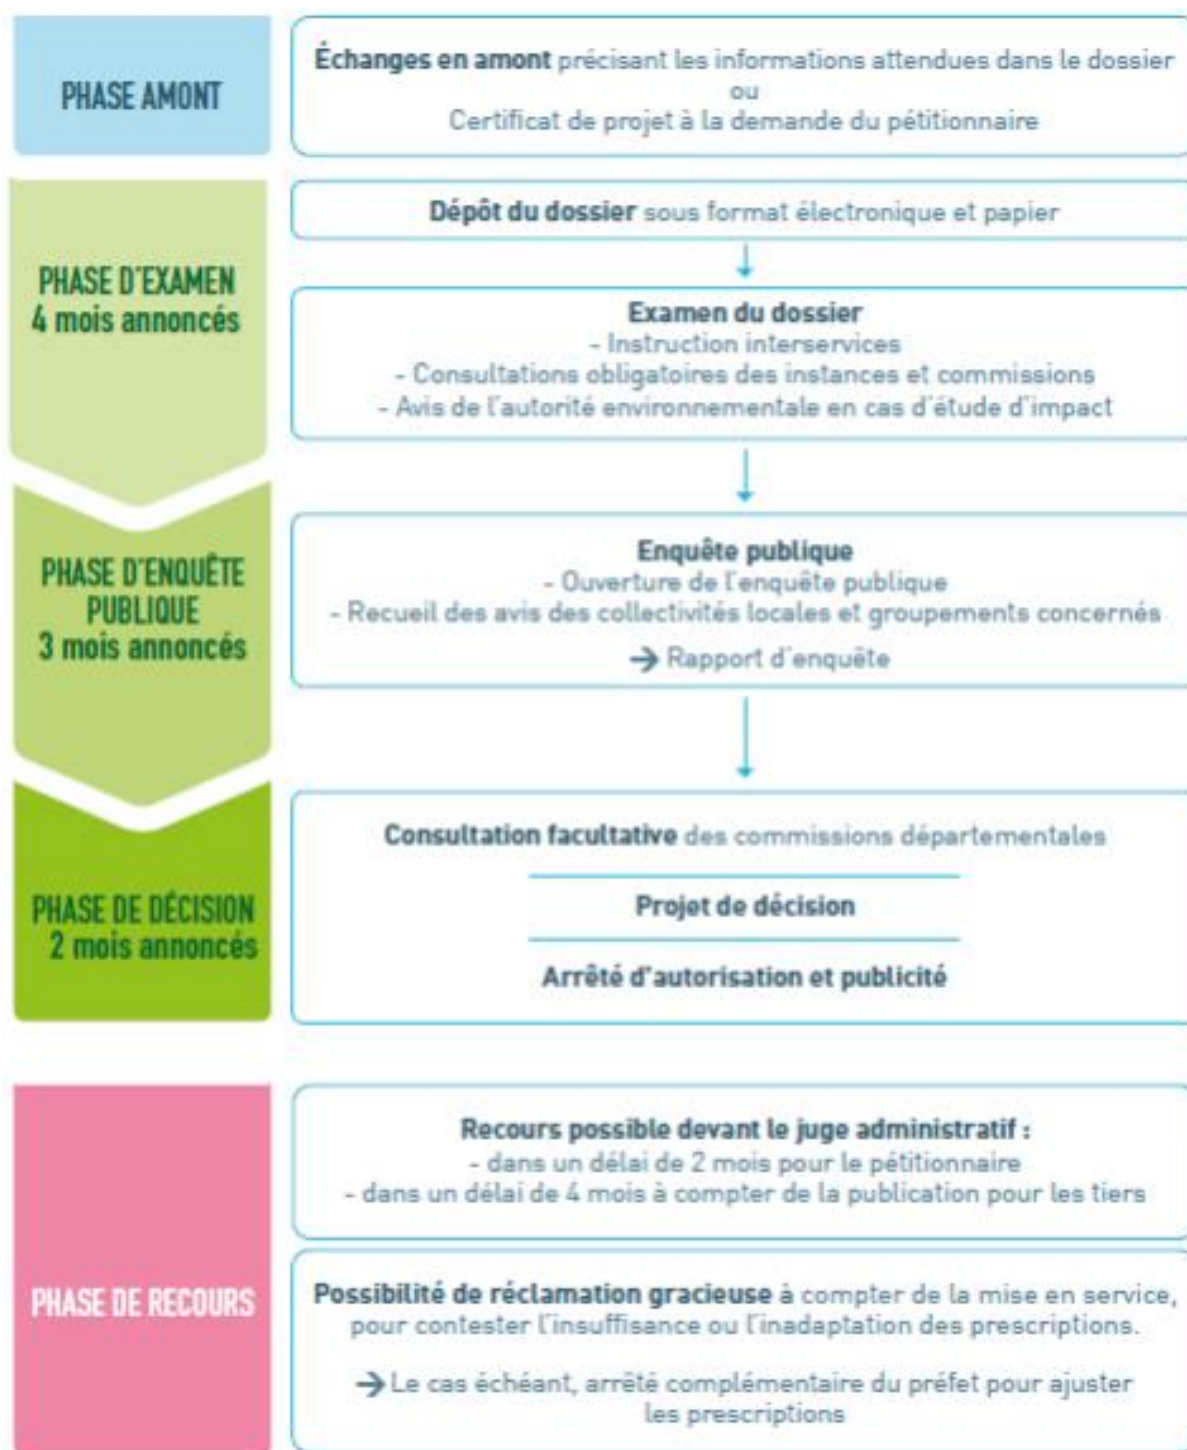 PHASE AMONT
Échanges en amont précisant les informations attendues dans le dossier
ou
Certificat de projet à la demande du pétitionnaire
PHASE D'EXAMEN
4 mois annoncés
Dépôt du dossier sous format électronique et papier
Examen du dossier
- Instruction interservices
- Consultations obligatoires des instances et commissions
- Avis de l'autorité environnementale en cas d'étude d'impact
PHASE D'ENQUÊTE
PUBLIQUE
3 mois annoncés
Enquête publique
- Ouverture de l'enquête publique
- Recueil des avis des collectivités locales et groupements concernés
→ Rapport d'enquête
PHASE DE DÉCISION
2 mois annoncés
Consultation facultative des commissions départementales
Projet de décision
Arrêté d'autorisation et publicité
PHASE DE RECOURS
Recours possible devant le juge administratif :
- dans un délai de 2 mois pour le pétitionnaire
- dans un délai de 4 mois à compter de la publication pour les tiers
Possibilité de réclamation gracieuse à compter de la mise en service,
pour contester l'insuffisance ou l'inadaptation des prescriptions.
→ Le cas échéant, arrêté complémentaire du préfet pour ajuster
les prescriptions